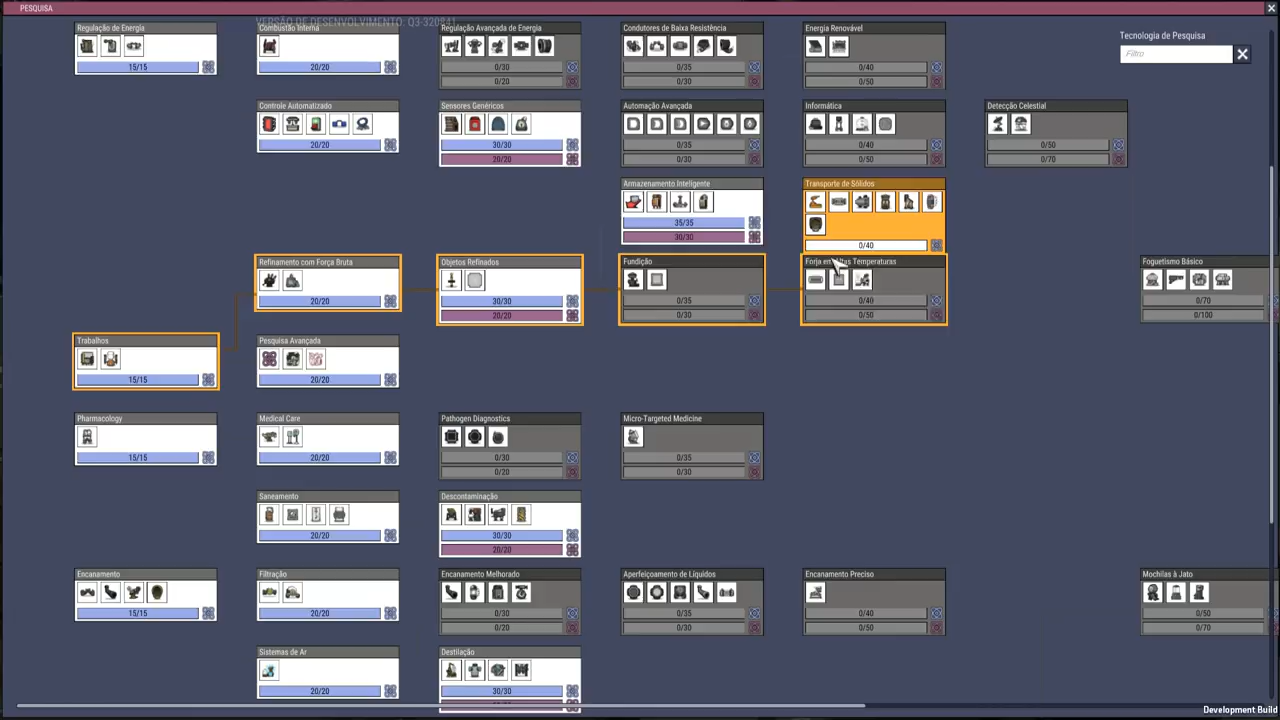 PESQUISA
VERSÃO DE DESENVOLVIMENTO: Q3-320841
Tecnologia de Pesquisa
Filtro
Regulação de Energia
15/15
Combustão Interna
20/20
Regulação Avançada de Energia
0/30
0/20
Condutores de Baixa Resistência
0/35
0/30
Energia Renovável
0/40
0/50
Controle Automatizado
20/20
Sensores Genéricos
30/30
20/20
Automação Avançada
0/35
0/30
Informática
0/40
0/50
Detecção Celestial
0/50
0/70
Armazenamento Inteligente
35/35
30/30
Transporte de Sólidos
0/40
Refinamento com Força Bruta
20/20
Objetos Refinados
30/30
20/20
Fundição
0/35
0/30
Forja em Altas Temperaturas
0/40
0/50
Foguetismo Básico
0/70
0/100
Trabalhos
15/15
Pesquisa Avançada
20/20
Pharmacology
15/15
Medical Care
20/20
Pathogen Diagnostics
0/30
0/20
Micro-Targeted Medicine
0/35
0/30
Saneamento
20/20
Descontaminação
30/30
20/20
Encanamento
15/15
Filtração
20/20
Encanamento Melhorado
0/30
0/20
Aperfeiçoamento de Líquidos
0/35
0/30
Encanamento Preciso
0/40
0/50
Mochilas à Jato
0/50
0/70
Sistemas de Ar
20/20
Destilação
30/30
Development Build